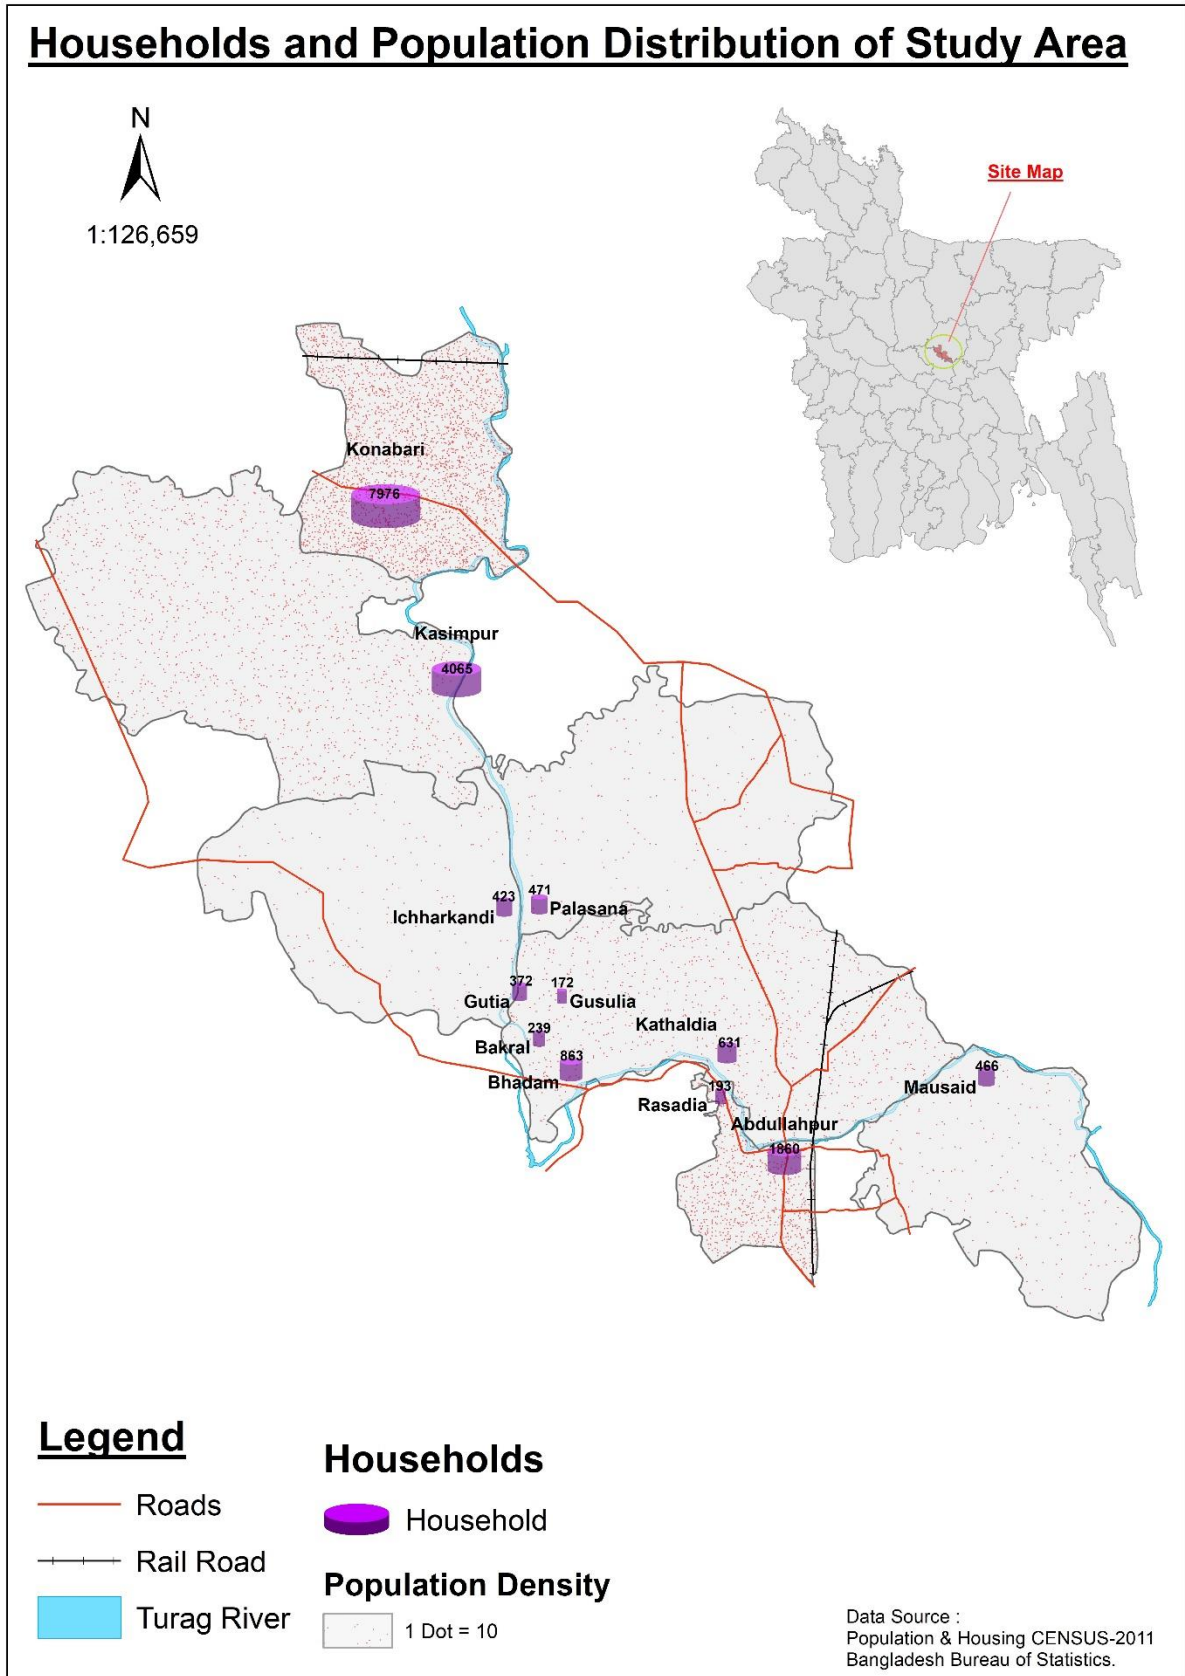 Households and Population Distribution of Study Area
N
1:126,659
Site Map
Konabari
7976
Kasimpur
4065
423
471
Ichharkandi
Palasana
372
172
Gutia
Gusulia
Kathaldia
239
631
Bakral
863
Bhadam
466
Mausaid
193
Rasadia
Abdullahpur
1860
Legend
Roads
Rail Road
Turag River
Households
Household
Population Density
1 Dot = 10
Data Source :
Population & Housing CENSUS-2011
Bangladesh Bureau of Statistics.